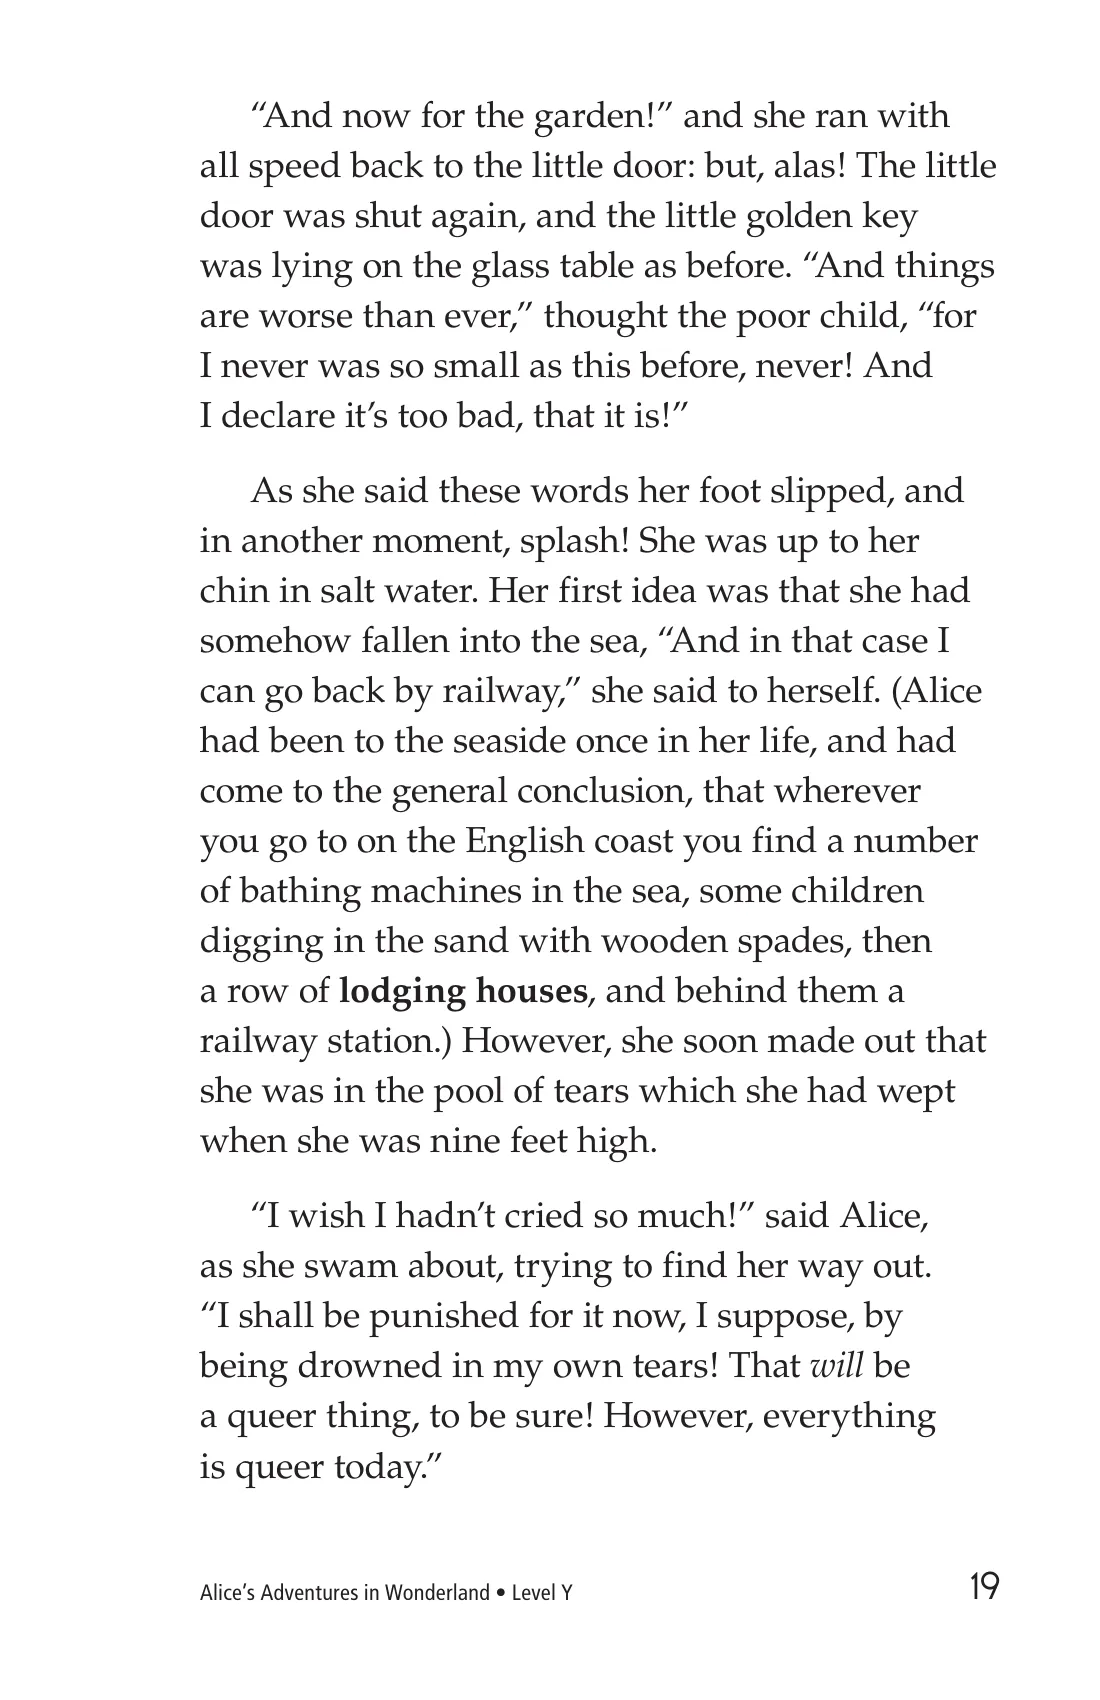 “And now for the garden!” and she ran with
all speed back to the little door: but, alas! The little
door was shut again, and the little golden key
was lying on the glass table as before. “And things
are worse than ever,” thought the poor child, “for
I never was so small as this before, never! And
I declare it’s too bad, that it is!”
As she said these words her foot slipped, and
in another moment, splash! She was up to her
chin in salt water. Her first idea was that she had
somehow fallen into the sea, “And in that case I
can go back by railway,” she said to herself. (Alice
had been to the seaside once in her life, and had
come to the general conclusion, that wherever
you go to on the English coast you find a number
of bathing machines in the sea, some children
digging in the sand with wooden spades, then
a row of lodging houses, and behind them a
railway station.) However, she soon made out that
she was in the pool of tears which she had wept
when she was nine feet high.
“I wish I hadn’t cried so much!” said Alice,
as she swam about, trying to find her way out.
“I shall be punished for it now, I suppose, by
being drowned in my own tears! That will be
a queer thing, to be sure! However, everything
is queer today.”
Alice’s Adventures in Wonderland • Level Y 19